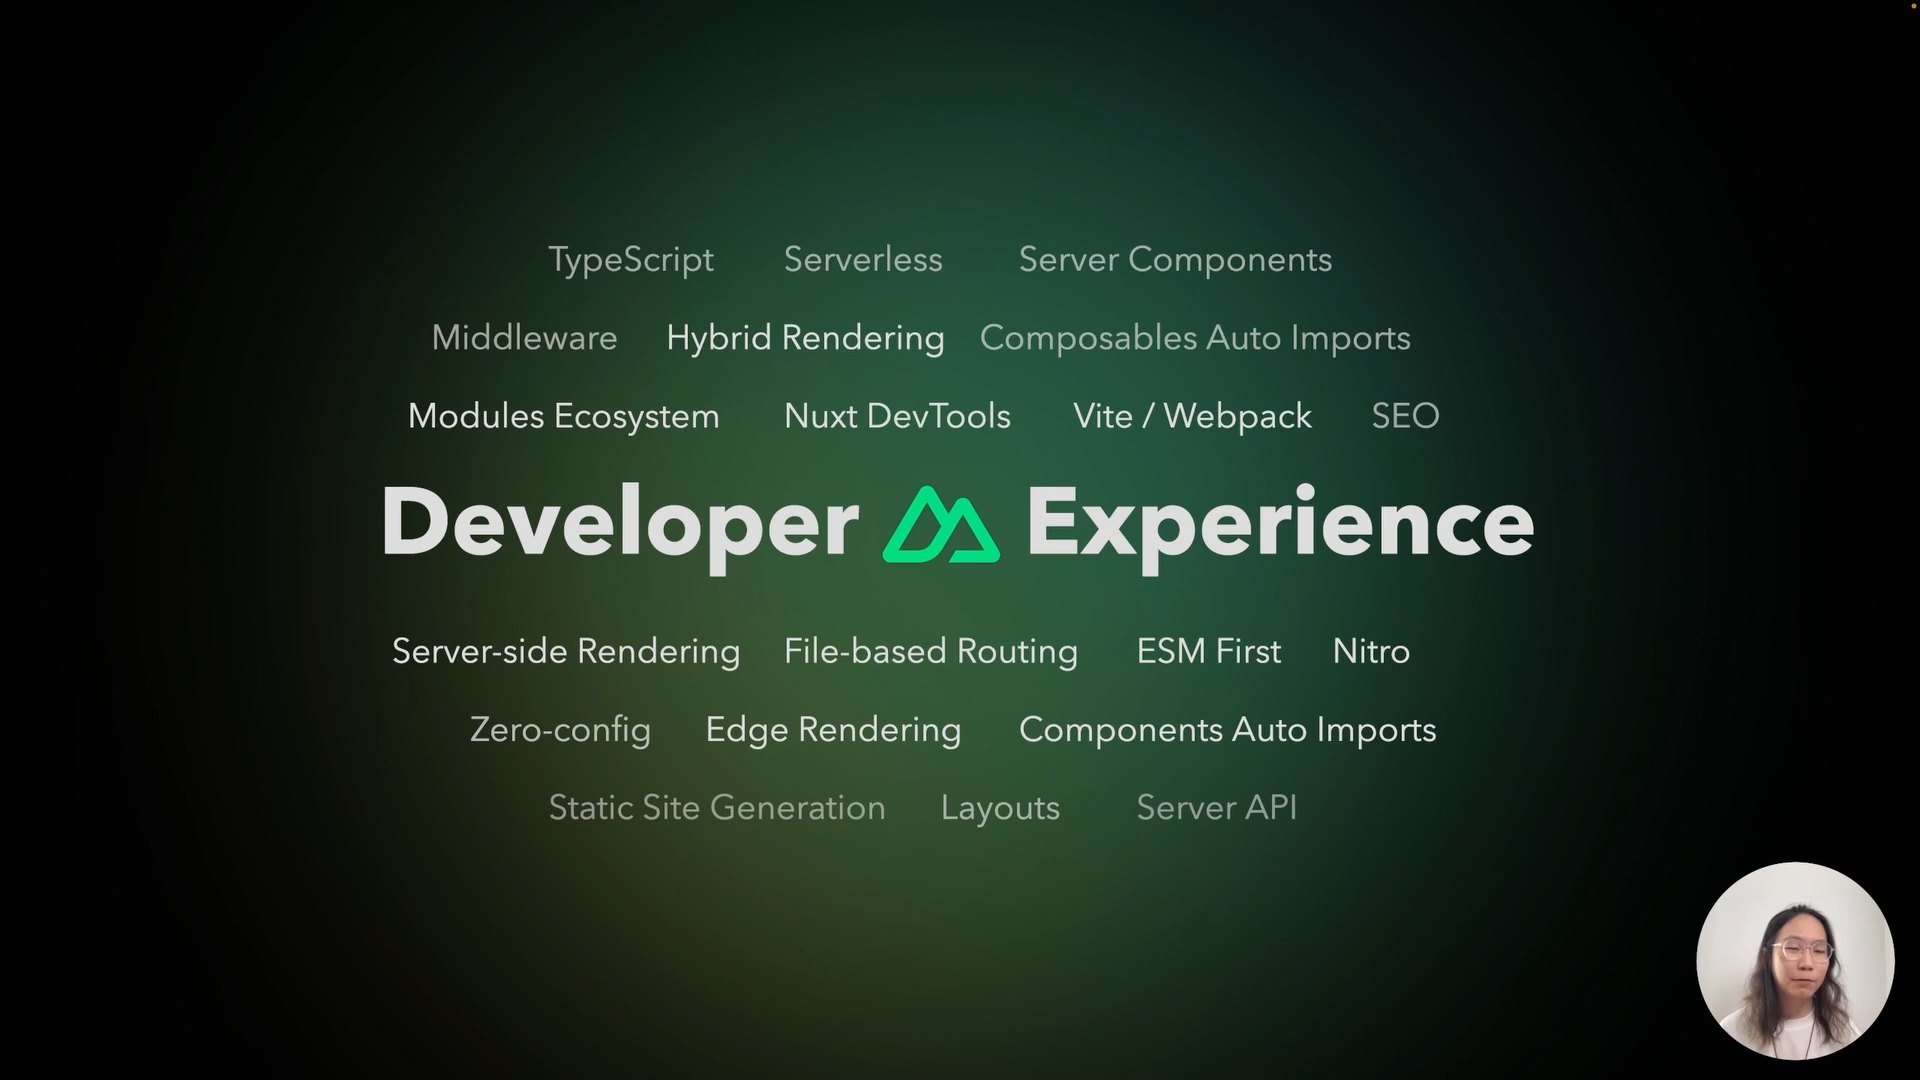 TypeScript Serverless Server Components
Middleware Hybrid Rendering Composables Auto Imports
Modules Ecosystem Nuxt DevTools Vite / Webpack SEO
Developer Experience
Server-side Rendering File-based Routing ESM First Nitro
Zero-config Edge Rendering Components Auto Imports
Static Site Generation Layouts Server API